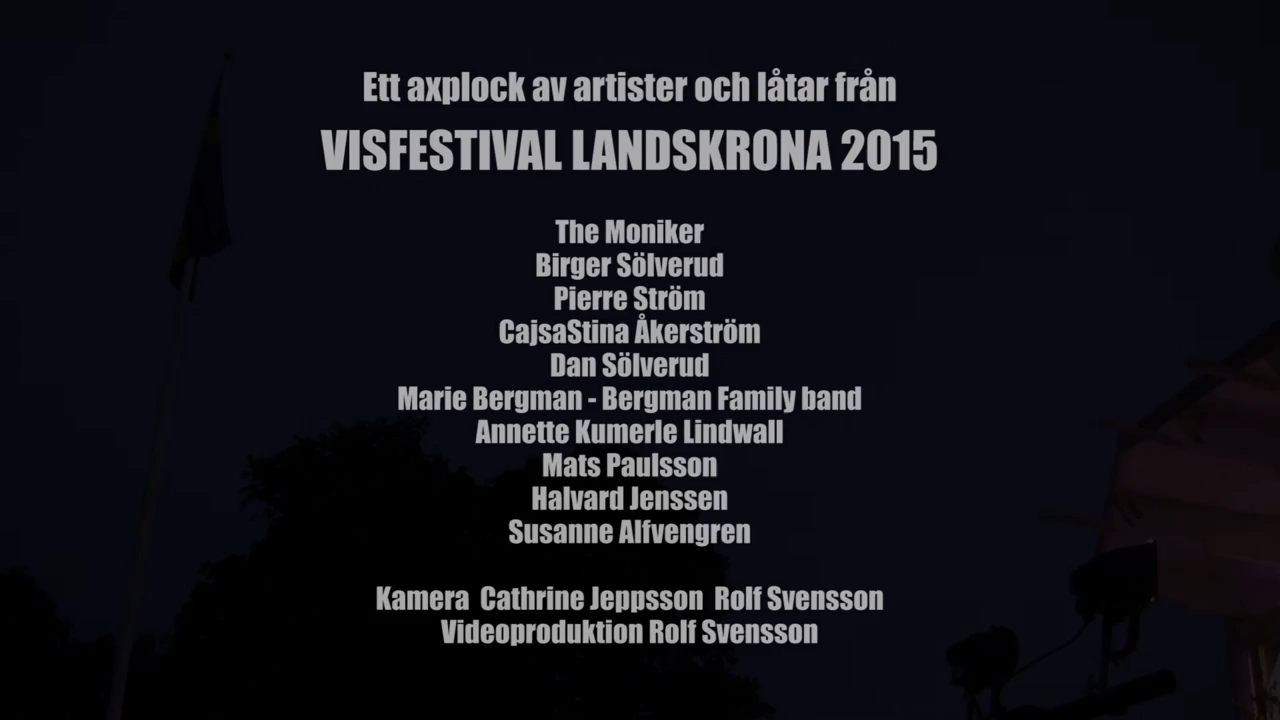 Ett axplock av artister och låtar från
VISFESTIVAL LANDSKRONA 2015
The Moniker
Birger Sölverud
Pierre Ström
CajsaStina Åkerström
Dan Sölverud
Marie Bergman - Bergman Family band
Annette Kumerle Lindwall
Mats Paulsson
Halvard Jenssen
Susanne Alfvengren
Kamera Cathrine Jeppsson Rolf Svensson
Videoproduktion Rolf Svensson